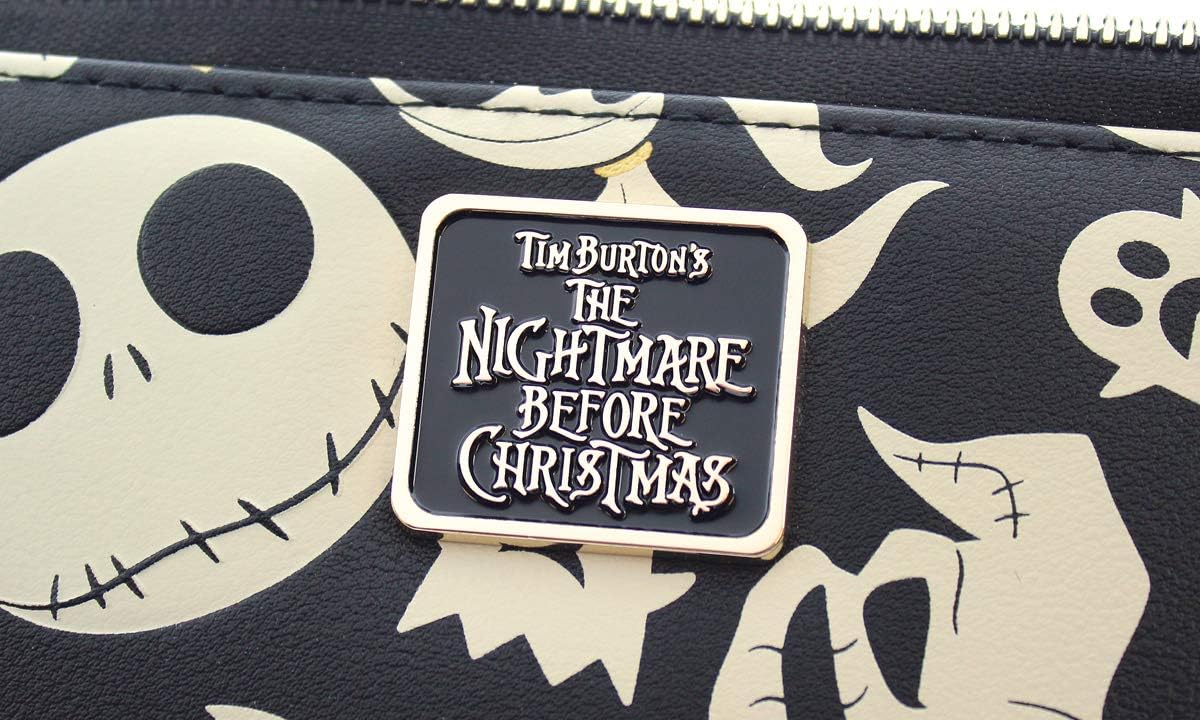 TIM BURTON'S
THE
NIGHTMARE
BEFORE
CHRISTMAS